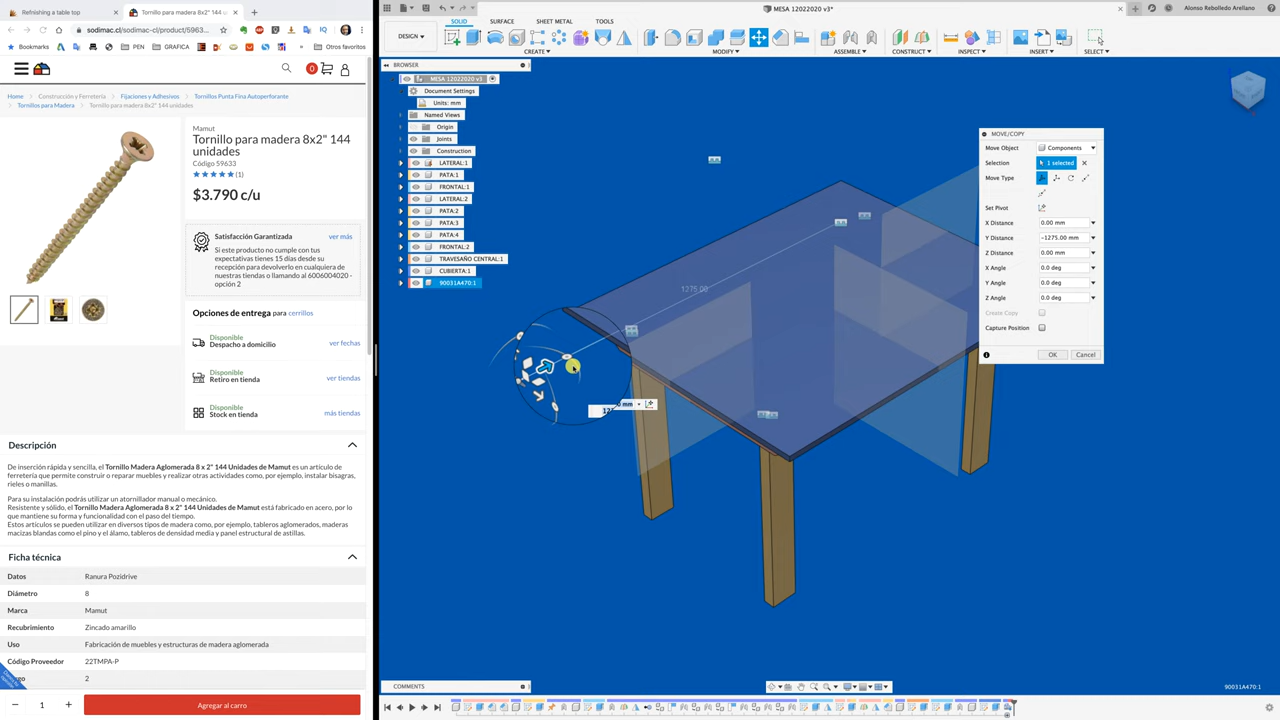 Refinishing a table top
Tornillo para madera 8x2" 144 u
sodimac.cl/sodimac-cl/product/5963...
Bookmarks
PEN
GRAFICA
Otros favoritos
0
Home
Construcción y Ferretería
Fijaciones y Adhesivos
Tornillos Punta Fina Autoperforante
Tornillos para Madera
Tornillo para madera 8x2" 144 unidades
Mamut
Tornillo para madera 8x2" 144
unidades
Código 59633
(1)
$3.790 c/u
Satisfacción Garantizada
ver más
Si este producto no cumple con tus
expectativas tienes 15 días desde su
recepción para devolverlo en cualquiera de
nuestras tiendas o llamando al 6006004020 -
opción 2
Opciones de entrega para cerrillos
Disponible
Despacho a domicilio
ver fechas
Disponible
Retiro en tienda
ver tiendas
Disponible
Stock en tienda
más tiendas
Descripción
De inserción rápida y sencilla, el Tornillo Madera Aglomerada 8 x 2" 144 Unidades de Mamut es un artículo de
ferretería que permite construir o reparar muebles y realizar otras actividades como, por ejemplo, instalar bisagras,
rieles o manillas.
Para su instalación podrás utilizar un atornillador manual o mecánico.
Resistente y sólido, el Tornillo Madera Aglomerada 8 x 2" 144 Unidades de Mamut está fabricado en acero, por lo
que mantiene su forma y funcionalidad con el paso del tiempo.
Estos artículos se pueden utilizar en diversos tipos de madera como, por ejemplo, tableros aglomerados, maderas
macizas blandas como el pino y el álamo, tableros de densidad media y panel estructural de astillas.
Ficha técnica
Datos
Ranura Pozidrive
Diámetro
8
Marca
Mamut
Recubrimiento
Zincado amarillo
Uso
Fabricación de muebles y estructuras de madera aglomerada
Código Proveedor
22TMPA-P
2
1
Agregar al carro
MESA 12022020 v3*
Alonso Rebolledo Arellano
SOLID
SURFACE
SHEET METAL
TOOLS
DESIGN
CREATE
MODIFY
ASSEMBLE
CONSTRUCT
INSPECT
INSERT
SELECT
BROWSER
MESA 12022020 v3
Document Settings
Units: mm
Named Views
Origin
Joints
Construction
LATERAL:1
PATA:1
FRONTAL:1
LATERAL:2
PATA:2
PATA:3
PATA:4
FRONTAL:2
TRAVESAÑO CENTRAL:1
CUBIERTA:1
90031A470:1
1275.00
MOVE/COPY
Move Object
Components
Selection
1 selected
Move Type
Set Pivot
X Distance
0.00 mm
Y Distance
-1275.00 mm
Z Distance
0.00 mm
X Angle
0.0 deg
Y Angle
0.0 deg
Z Angle
0.0 deg
Create Copy
Capture Position
OK
Cancel
COMMENTS
90031A470:1